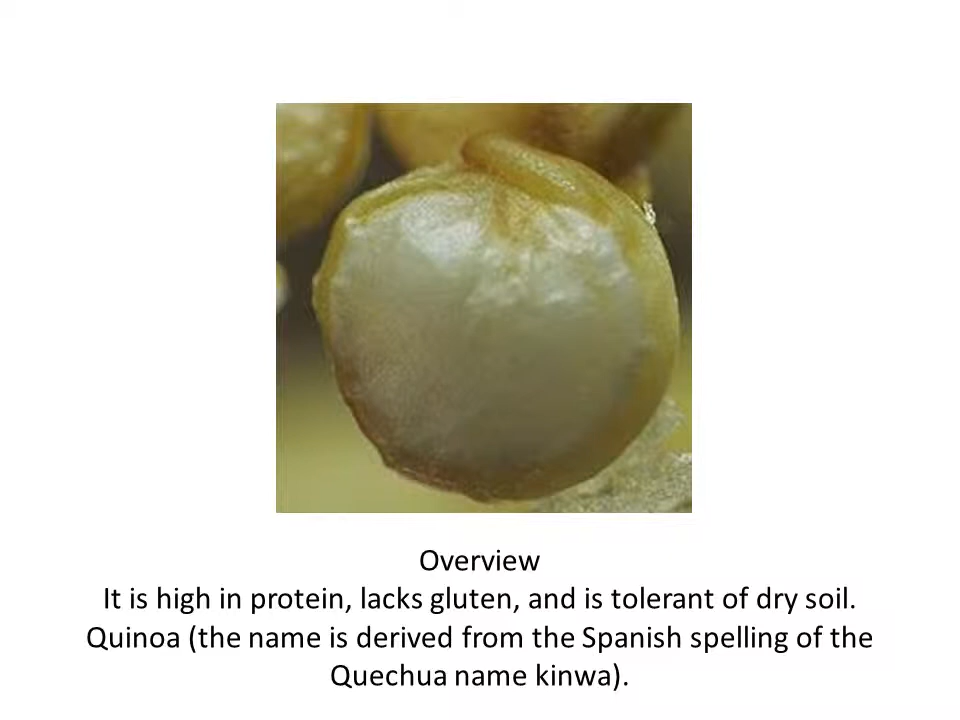 Overview
It is high in protein, lacks gluten, and is tolerant of dry soil.
Quinoa (the name is derived from the Spanish spelling of the
Quechua name kinwa).